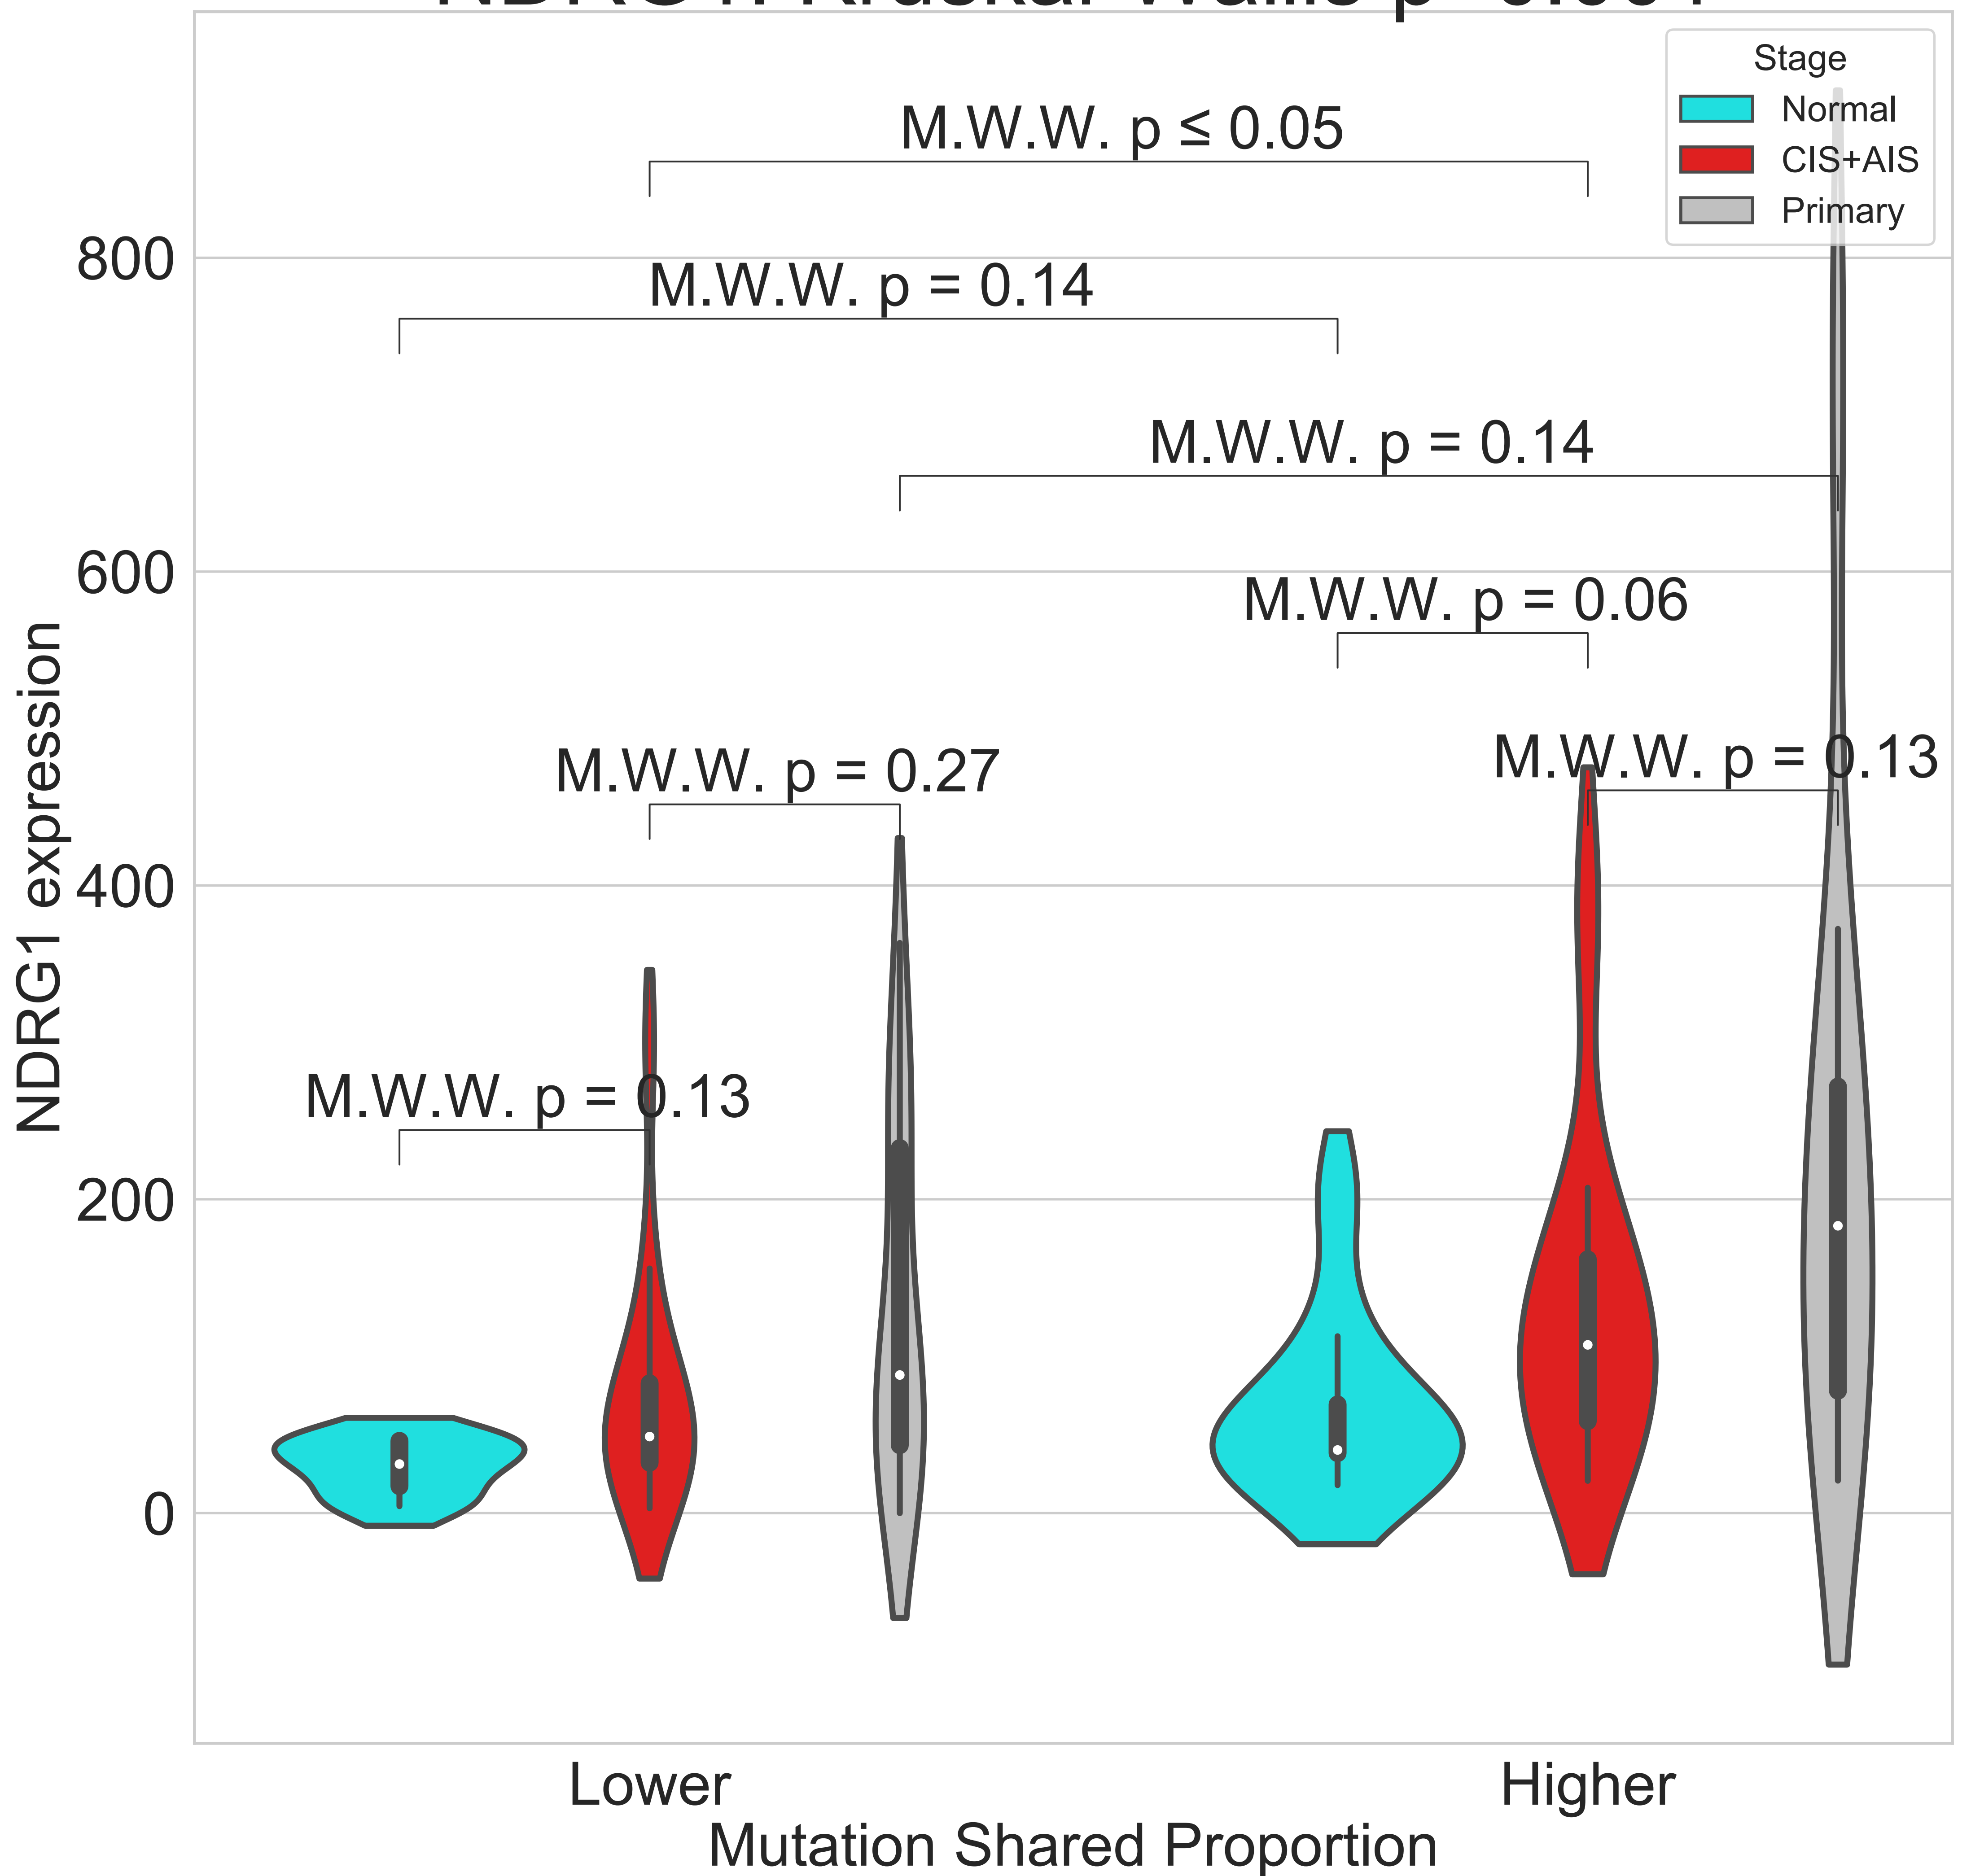 Stage
Normal
CIS+AIS
Primary
M.W.W. p ≤ 0.05
M.W.W. p = 0.14
M.W.W. p = 0.14
M.W.W. p = 0.06
M.W.W. p = 0.13
M.W.W. p = 0.27
M.W.W. p = 0.13
800
600
400
200
0
NDRG1 expression
Lower
Higher
Mutation Shared Proportion